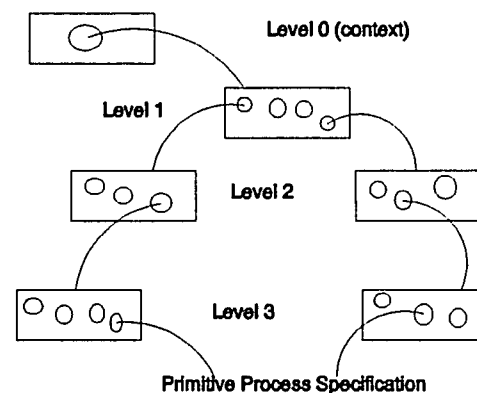 Level 0 (context)
Level 1
Level 2
Level 3
Primitive Process Specification